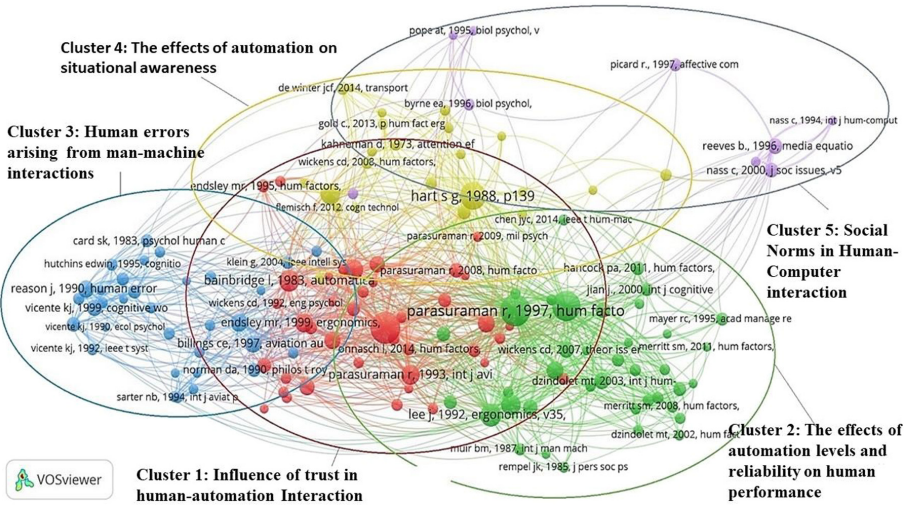 pope at, 1995, biol psychol, v
Cluster 4: The effects of automation on
situational awareness
picard r., 1997, affective com
de winter jcf, 2014, transport
byrne ea, 1996, biol psychol,
gold c., 2013, p hum fact erg
nass c, 1994, int j hum-comput
Cluster 3: Human errors
arising from man-machine
interactions
kahneman d, 1973, attention ef
reeves b., 1996, media equatio
wickens cd, 2008, hum factors,
nass c, 2000, j soc issues, v5
endsley mr, 1995, hum factors,
hart s g, 1988, p139
flemisch f, 2012, cogn technol
chen jyc, 2014, ieee t hum-mac
parasuraman r, 2009, mil psych
Cluster 5: Social
Norms in Human-
Computer
interaction
card sk, 1983, psychol human c
hutchins edwin, 1995, cognitio
klein g, 2004, ieee intell sys
parasuraman r, 2008, hum facto
hancock pa, 2011, hum factors,
reason j, 1990, human error
bainbridge l, 1983, automatica,
jian j, 2000, int j cognitive
vicente kj, 1999, cognitive wo
wickens cd, 1992, eng psychol
parasuraman r, 1997, hum facto
vicente kj, 1990, ecol psychol
endsley mr, 1999, ergonomics,
mayer rc, 1995, acad manage re
vicente kj, 1992, ieee t syst
billings ce, 1997, aviation au
onnasch l, 2014, hum factors,
wickens cd, 2007, theor iss er
merritt sm, 2011, hum factors,
norman da, 1990, philos t roy
parasuraman r, 1993, int j avi
dzindolet mt, 2003, int j hum-
sarter nb, 1994, int j aviat p
lee j, 1992, ergonomics, v35,
merritt sm, 2008, hum factors,
dzindolet mt, 2002, hum fact
muir bm, 1987, int j man mach
rempel jk, 1985, j pers soc ps
Cluster 2: The effects of
automation levels and
reliability on human
performance
VOSviewer
Cluster 1: Influence of trust in
human-automation Interaction